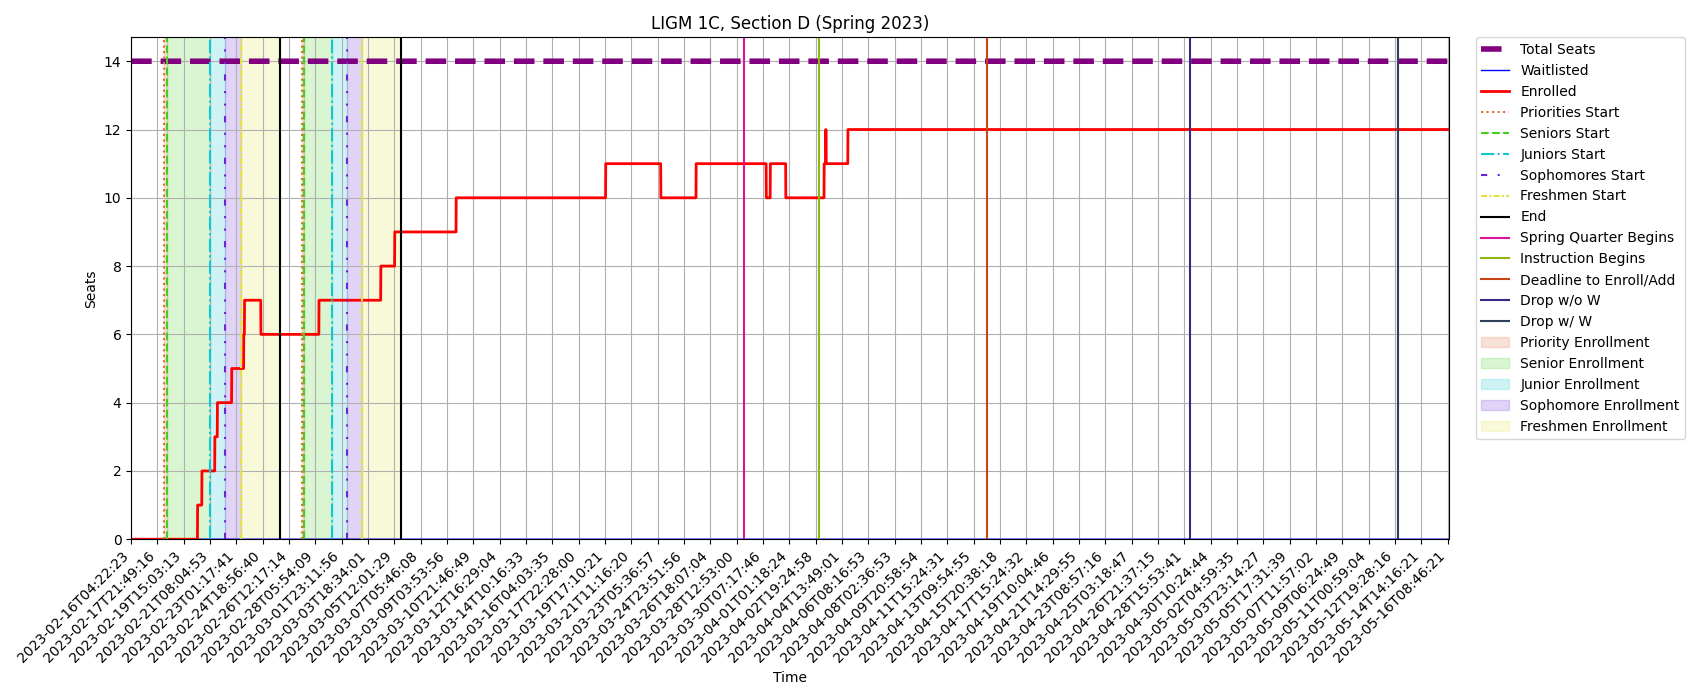 LIGM 1C, Section D (Spring 2023)
14
12
10
8
6
4
2
0
Seats
2023-02-16T04:22:23
2023-02-17T21:49:16
2023-02-19T15:03:13
2023-02-21T08:04:53
2023-02-23T01:17:41
2023-02-24T18:56:40
2023-02-26T12:17:14
2023-02-28T05:54:09
2023-03-01T23:11:56
2023-03-03T18:34:01
2023-03-05T12:01:29
2023-03-07T05:46:08
2023-03-09T03:53:56
2023-03-10T21:46:49
2023-03-12T16:29:04
2023-03-14T10:16:33
2023-03-16T04:03:35
2023-03-17T22:28:00
2023-03-19T17:10:21
2023-03-21T11:16:20
2023-03-23T05:36:57
2023-03-24T23:51:56
2023-03-26T18:07:04
2023-03-28T12:53:00
2023-03-30T07:17:46
2023-04-01T01:18:24
2023-04-02T19:24:58
2023-04-04T13:49:01
2023-04-06T08:16:53
2023-04-08T02:36:53
2023-04-09T20:58:54
2023-04-11T15:24:31
2023-04-13T09:54:55
2023-04-15T20:38:18
2023-04-17T15:24:32
2023-04-19T10:04:46
2023-04-21T14:29:55
2023-04-23T08:57:16
2023-04-25T03:18:47
2023-04-26T21:37:15
2023-04-28T15:53:41
2023-04-30T10:24:44
2023-05-02T04:59:35
2023-05-03T23:14:27
2023-05-05T17:31:39
2023-05-07T11:57:02
2023-05-09T06:24:49
2023-05-11T00:59:04
2023-05-12T19:28:16
2023-05-14T14:16:21
2023-05-16T08:46:21
Time
Total Seats
Waitlisted
Enrolled
Priorities Start
Seniors Start
Juniors Start
Sophomores Start
Freshmen Start
End
Spring Quarter Begins
Instruction Begins
Deadline to Enroll/Add
Drop w/o W
Drop w/ W
Priority Enrollment
Senior Enrollment
Junior Enrollment
Sophomore Enrollment
Freshmen Enrollment